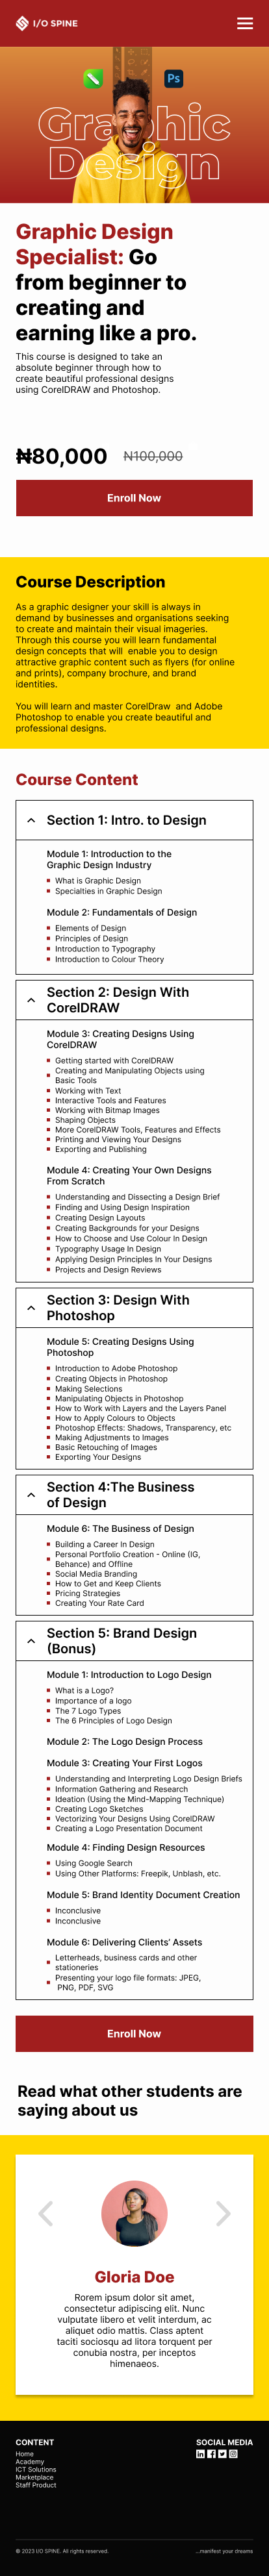 I/O SPINE
Ps
Graphic
Design
Graphic Design
Specialist: Go
from beginner to
creating and
earning like a pro.
This course is designed to take an
absolute beginner through how to
create beautiful professional designs
using CorelDRAW and Photoshop.
₦80,000 ₦100,000
Enroll Now
Course Description
As a graphic designer your skill is always in
demand by businesses and organisations seeking
to create and maintain their visual imageries.
Through this course you will learn fundamental
design concepts that will enable you to design
attractive graphic content such as flyers (for online
and prints), company brochure, and brand
identities.
You will learn and master CorelDraw and Adobe
Photoshop to enable you create beautiful and
professional designs.
Course Content
Section 1: Intro. to Design
Module 1: Introduction to the
Graphic Design Industry
What is Graphic Design
Specialties in Graphic Design
Module 2: Fundamentals of Design
Elements of Design
Principles of Design
Introduction to Typography
Introduction to Colour Theory
Section 2: Design With
CorelDRAW
Module 3: Creating Designs Using
CorelDRAW
Getting started with CorelDRAW
Creating and Manipulating Objects using
Basic Tools
Working with Text
Interactive Tools and Features
Working with Bitmap Images
Shaping Objects
More CorelDRAW Tools, Features and Effects
Printing and Viewing Your Designs
Exporting and Publishing
Module 4: Creating Your Own Designs
From Scratch
Understanding and Dissecting a Design Brief
Finding and Using Design Inspiration
Creating Design Layouts
Creating Backgrounds for your Designs
How to Choose and Use Colour In Design
Typography Usage In Design
Applying Design Principles In Your Designs
Projects and Design Reviews
Section 3: Design With
Photoshop
Module 5: Creating Designs Using
Photoshop
Introduction to Adobe Photoshop
Creating Objects in Photoshop
Making Selections
Manipulating Objects in Photoshop
How to Work with Layers and the Layers Panel
How to Apply Colours to Objects
Photoshop Effects: Shadows, Transparency, etc
Making Adjustments to Images
Basic Retouching of Images
Exporting Your Designs
Section 4:The Business
of Design
Module 6: The Business of Design
Building a Career In Design
Personal Portfolio Creation - Online (IG,
Behance) and Offline
Social Media Branding
How to Get and Keep Clients
Pricing Strategies
Creating Your Rate Card
Section 5: Brand Design
(Bonus)
Module 1: Introduction to Logo Design
What is a Logo?
Importance of a logo
The 7 Logo Types
The 6 Principles of Logo Design
Module 2: The Logo Design Process
Module 3: Creating Your First Logos
Understanding and Interpreting Logo Design Briefs
Information Gathering and Research
Ideation (Using the Mind-Mapping Technique)
Creating Logo Sketches
Vectorizing Your Designs Using CorelDRAW
Creating a Logo Presentation Document
Module 4: Finding Design Resources
Using Google Search
Using Other Platforms: Freepik, Unblash, etc.
Module 5: Brand Identity Document Creation
Inconclusive
Inconclusive
Module 6: Delivering Clients' Assets
Letterheads, business cards and other
stationeries
Presenting your logo file formats: JPEG,
PNG, PDF, SVG
Enroll Now
Read what other students are
saying about us
Gloria Doe
Rorem ipsum dolor sit amet,
consectetur adipiscing elit. Nunc
vulputate libero et velit interdum, ac
aliquet odio mattis. Class aptent
taciti sociosqu ad litora torquent per
conubia nostra, per inceptos
himenaeos.
CONTENT SOCIAL MEDIA
Home
Academy
ICT Solutions
Marketplace
Staff Product
© 2023 I/O SPINE. All rights reserved. ...manifest your dreams